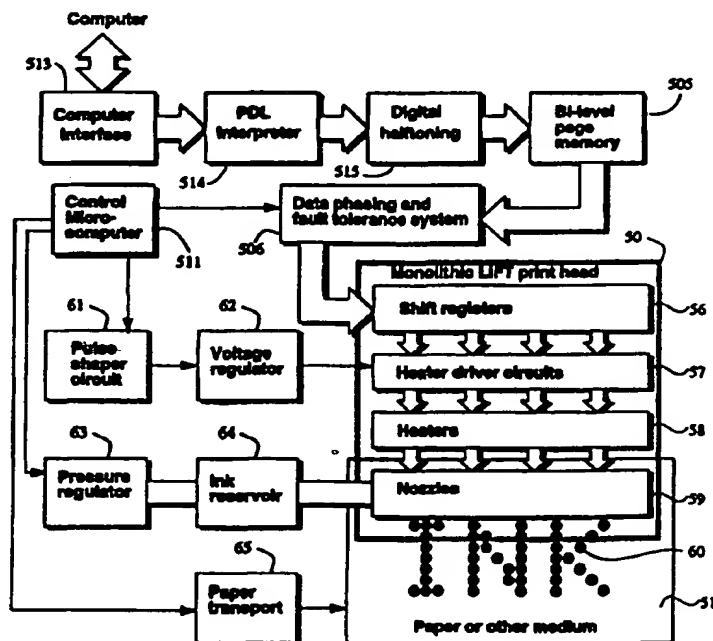 Computer
513
Computer
Interface
PDL
Interpreter
514
Digital
halftoning
515
Bi-level
page
memory
505
Control
Micro-
computer
511
Data phasing and
fault tolerance system
506
50
Monolithic LIFT print head
Shift registers
56
61
Pulse-
shaper
circuit
62
Voltage
regulator
Heater driver circuits
57
Heaters
58
63
Pressure
regulator
64
Ink
reservoir
Nozzles
59
INK
60
65
Paper
transport
Paper or other medium
51